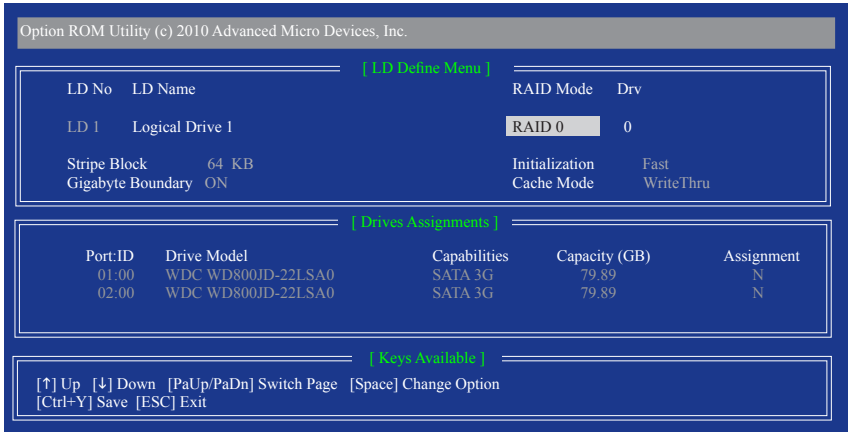 Option ROM Utility (c) 2010 Advanced Micro Devices, Inc.
[ LD Define Menu ]
LD No LD Name RAID Mode Drv
LD 1 Logical Drive 1 RAID 0 0
Stripe Block 64 KB Initialization Fast
Gigabyte Boundary ON Cache Mode WriteThru
[ Drives Assignments ]
Port:ID Drive Model Capabilities Capacity (GB) Assignment
01:00 WDC WD800JD-22LSA0 SATA 3G 79.89 N
02:00 WDC WD800JD-22LSA0 SATA 3G 79.89 N
[ Keys Available ]
[↑] Up [↓] Down [PaUp/PaDn] Switch Page [Space] Change Option
[Ctrl+Y] Save [ESC] Exit